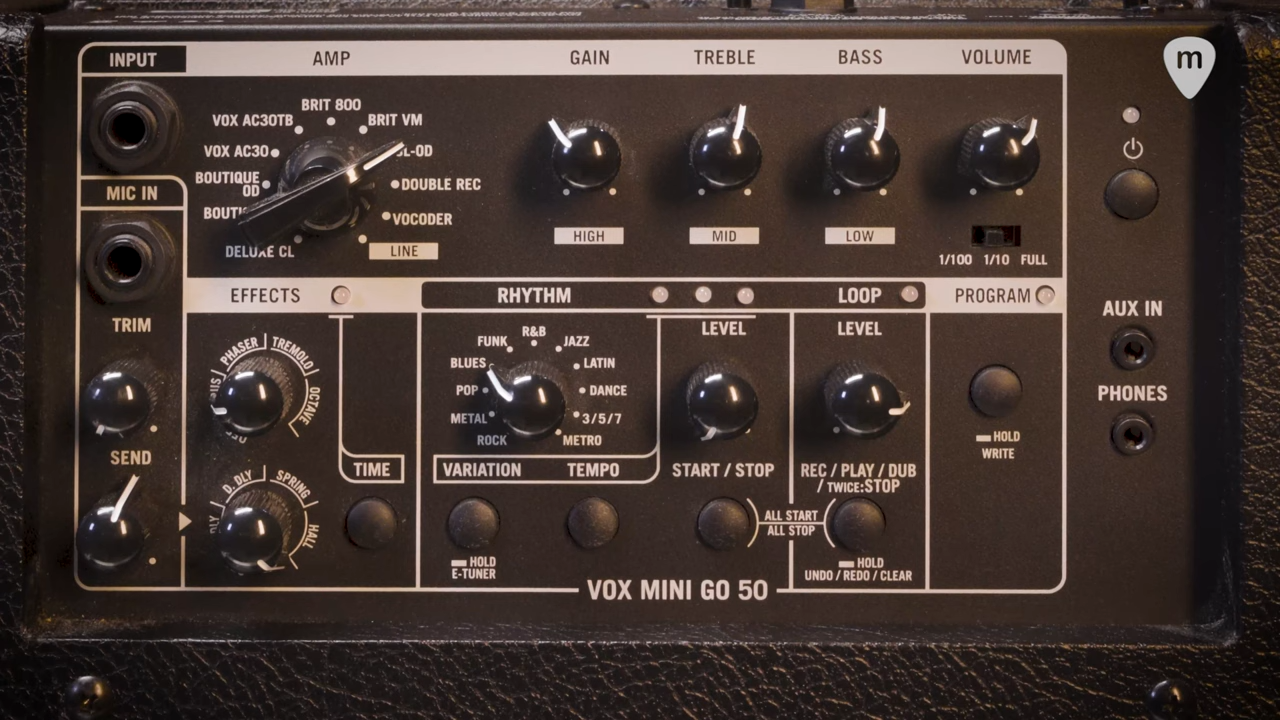 m
INPUT
AMP
GAIN
TREBLE
BASS
VOLUME
BRIT 800
VOX AC30TB
BRIT VM
VOX AC30
SL-OD
BOUTIQUE
OD
DOUBLE REC
VOCODER
DELUXE CL
LINE
MIC IN
HIGH
MID
LOW
1/100 1/10 FULL
TRIM
SEND
EFFECTS
RHYTHM
LOOP
PROGRAM
PHASER
TREMOLO
OCTAVE
D. DLY
SPRING
HALL
TIME
R&B
FUNK
JAZZ
BLUES
LATIN
POP
DANCE
METAL
3/5/7
ROCK
METRO
VARIATION
TEMPO
HOLD
E-TUNER
LEVEL
START / STOP
LEVEL
REC / PLAY / DUB
/ TWICE:STOP
ALL START
ALL STOP
HOLD
UNDO / REDO / CLEAR
HOLD
WRITE
AUX IN
PHONES
VOX MINI GO 50